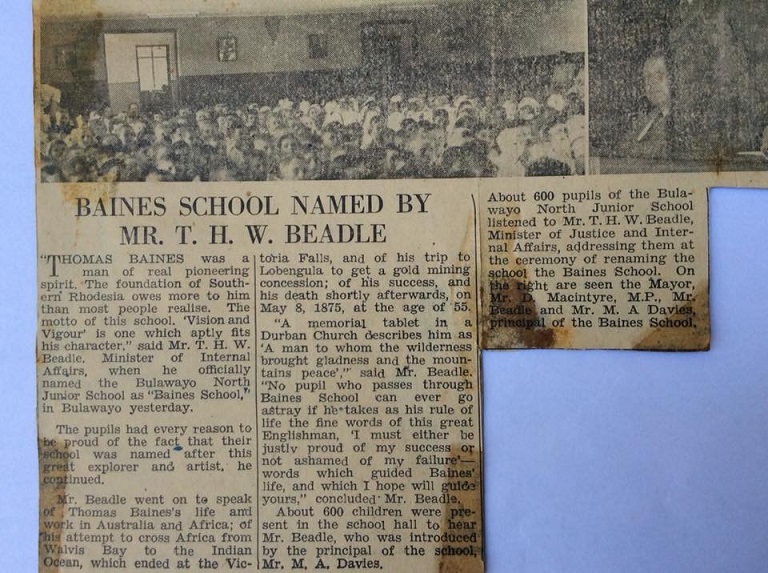 BAINES SCHOOL NAMED BY
MR. T. H. W. BEADLE
"THOMAS BAINES was a
man of real pioneering
spirit. The foundation of South-
ern Rhodesia owes more to him
than most people realise. The
motto of this school. 'Vision and
Vigour' is one which aptly fits
his character," said Mr. T. H. W.
Beadle, Minister of Internal
Affairs, when he officially
named the Bulawayo North
Junior School as "Baines School,"
in Bulawayo yesterday.
The pupils had every reason to
be proud of the fact that their
school was named after this
great explorer and artist, he
continued.
Mr. Beadle went on to speak
of Thomas Baines's life and
work in Australia and Africa; of
his attempt to cross Africa from
Walvis Bay to the Indian
Ocean, which ended at the Vic-
toria Falls, and of his trip to
Lobengula to get a gold mining
concession; of his success, and
his death shortly afterwards, on
May 8, 1875, at the age of 55.
"A memorial tablet in a
Durban Church describes him as
'A man to whom the wilderness
brought gladness and the moun-
tains peace'," said Mr. Beadle.
"No pupil who passes through
Baines School can ever go
astray if he takes as his rule of
life the fine words of this great
Englishman, 'I must either be
justly proud of my success or
not ashamed of my failure'—
words which guided Baines'
life, and which I hope will guide
yours," concluded Mr. Beadle.
About 600 children were pre-
sent in the school hall to hear
Mr. Beadle, who was introduced
by the principal of the school,
Mr. M. A. Davies.
About 600 pupils of the Bula-
wayo North Junior School
listened to Mr. T. H. W. Beadle,
Minister of Justice and Inter-
nal Affairs, addressing them at
the ceremony of renaming the
school the Baines School. On
the right are seen the Mayor,
Mr. D. Macintyre, M.P., Mr.
Beadle and Mr. M. A Davies,
principal of the Baines School.